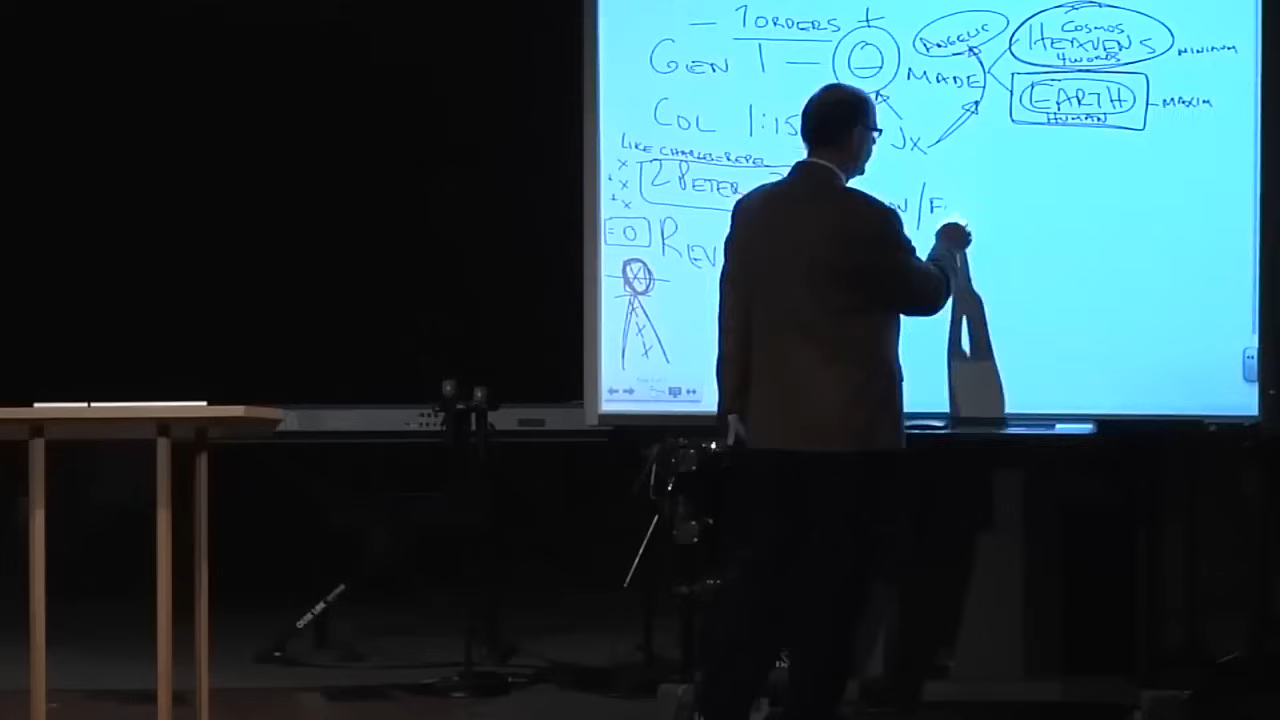 – 7 ORDERS +
GEN 1 – Θ MADE
ANGELIC
COSMOS
HEAVENS
4 WORDS
MINIMUM
EARTH
HUMAN
MAXIM
COL 1:15
JX
LIKE CHARGES REPEL
x
+x
+x
2 PETER
= 0
REV
/F
X
X
X
X